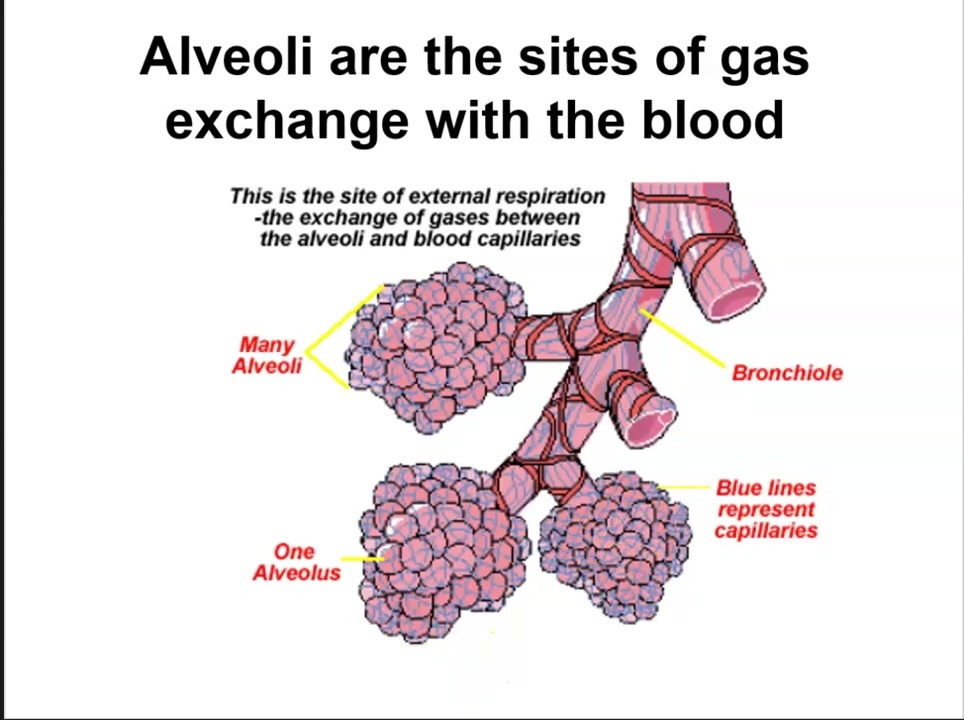 Alveoli are the sites of gas
exchange with the blood
This is the site of external respiration
-the exchange of gases between
the alveoli and blood capillaries
Many
Alveoli
Bronchiole
Blue lines
represent
capillaries
One
Alveolus